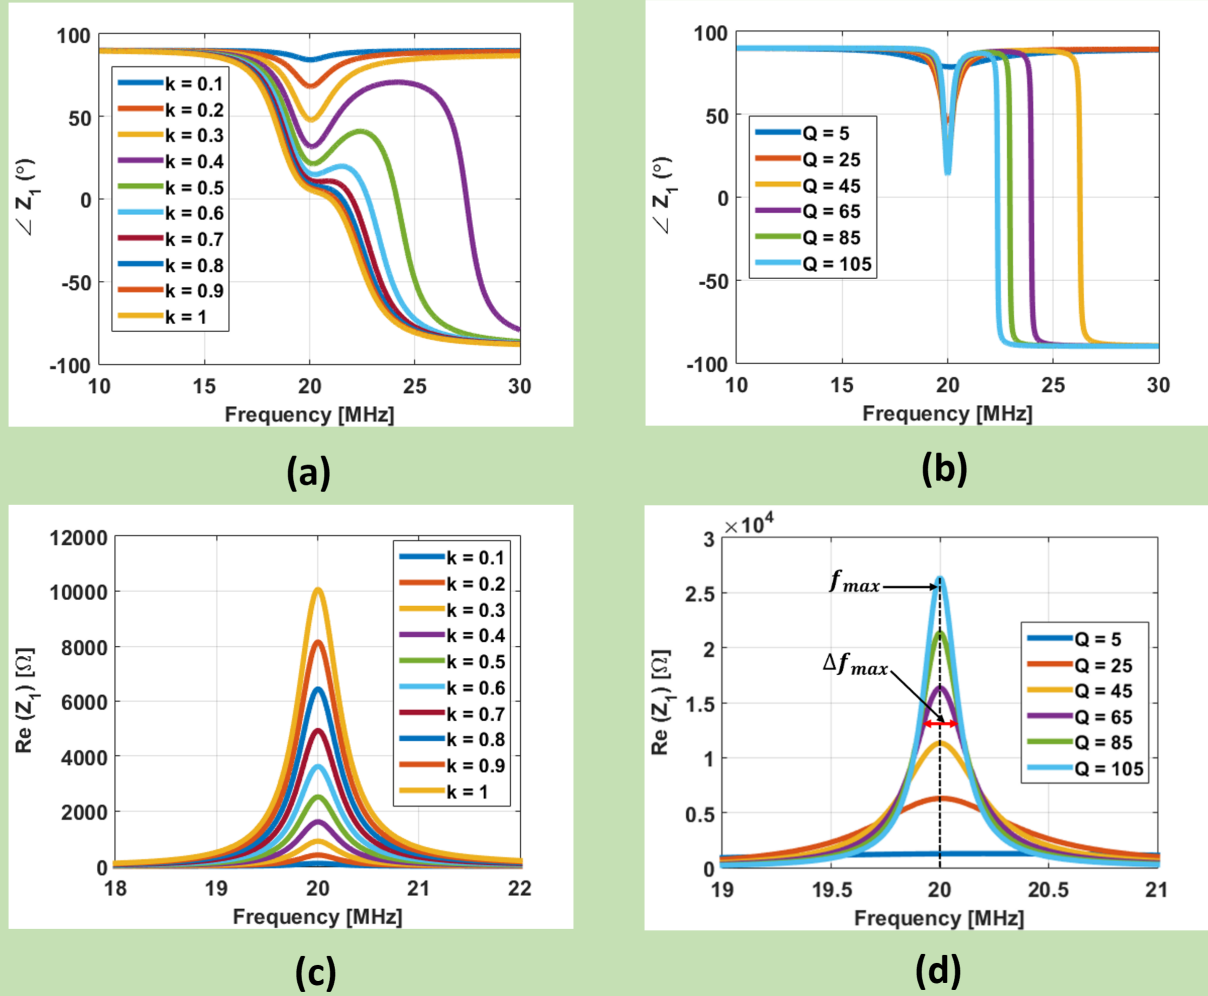 100
50
0
-50
-100
∠ Z₁ (°)
k = 0.1
k = 0.2
k = 0.3
k = 0.4
k = 0.5
k = 0.6
k = 0.7
k = 0.8
k = 0.9
k = 1
10 15 20 25 30
Frequency [MHz]
(a)
100
50
0
-50
-100
∠ Z₁ (°)
Q = 5
Q = 25
Q = 45
Q = 65
Q = 85
Q = 105
10 15 20 25 30
Frequency [MHz]
(b)
12000
10000
8000
6000
4000
2000
0
Re (Z₁) [Ω]
k = 0.1
k = 0.2
k = 0.3
k = 0.4
k = 0.5
k = 0.6
k = 0.7
k = 0.8
k = 0.9
k = 1
18 19 20 21 22
Frequency [MHz]
(c)
×10⁴
3
2.5
2
1.5
1
0.5
0
Re (Z₁) [Ω]
f max
Δf max
Q = 5
Q = 25
Q = 45
Q = 65
Q = 85
Q = 105
19 19.5 20 20.5 21
Frequency [MHz]
(d)